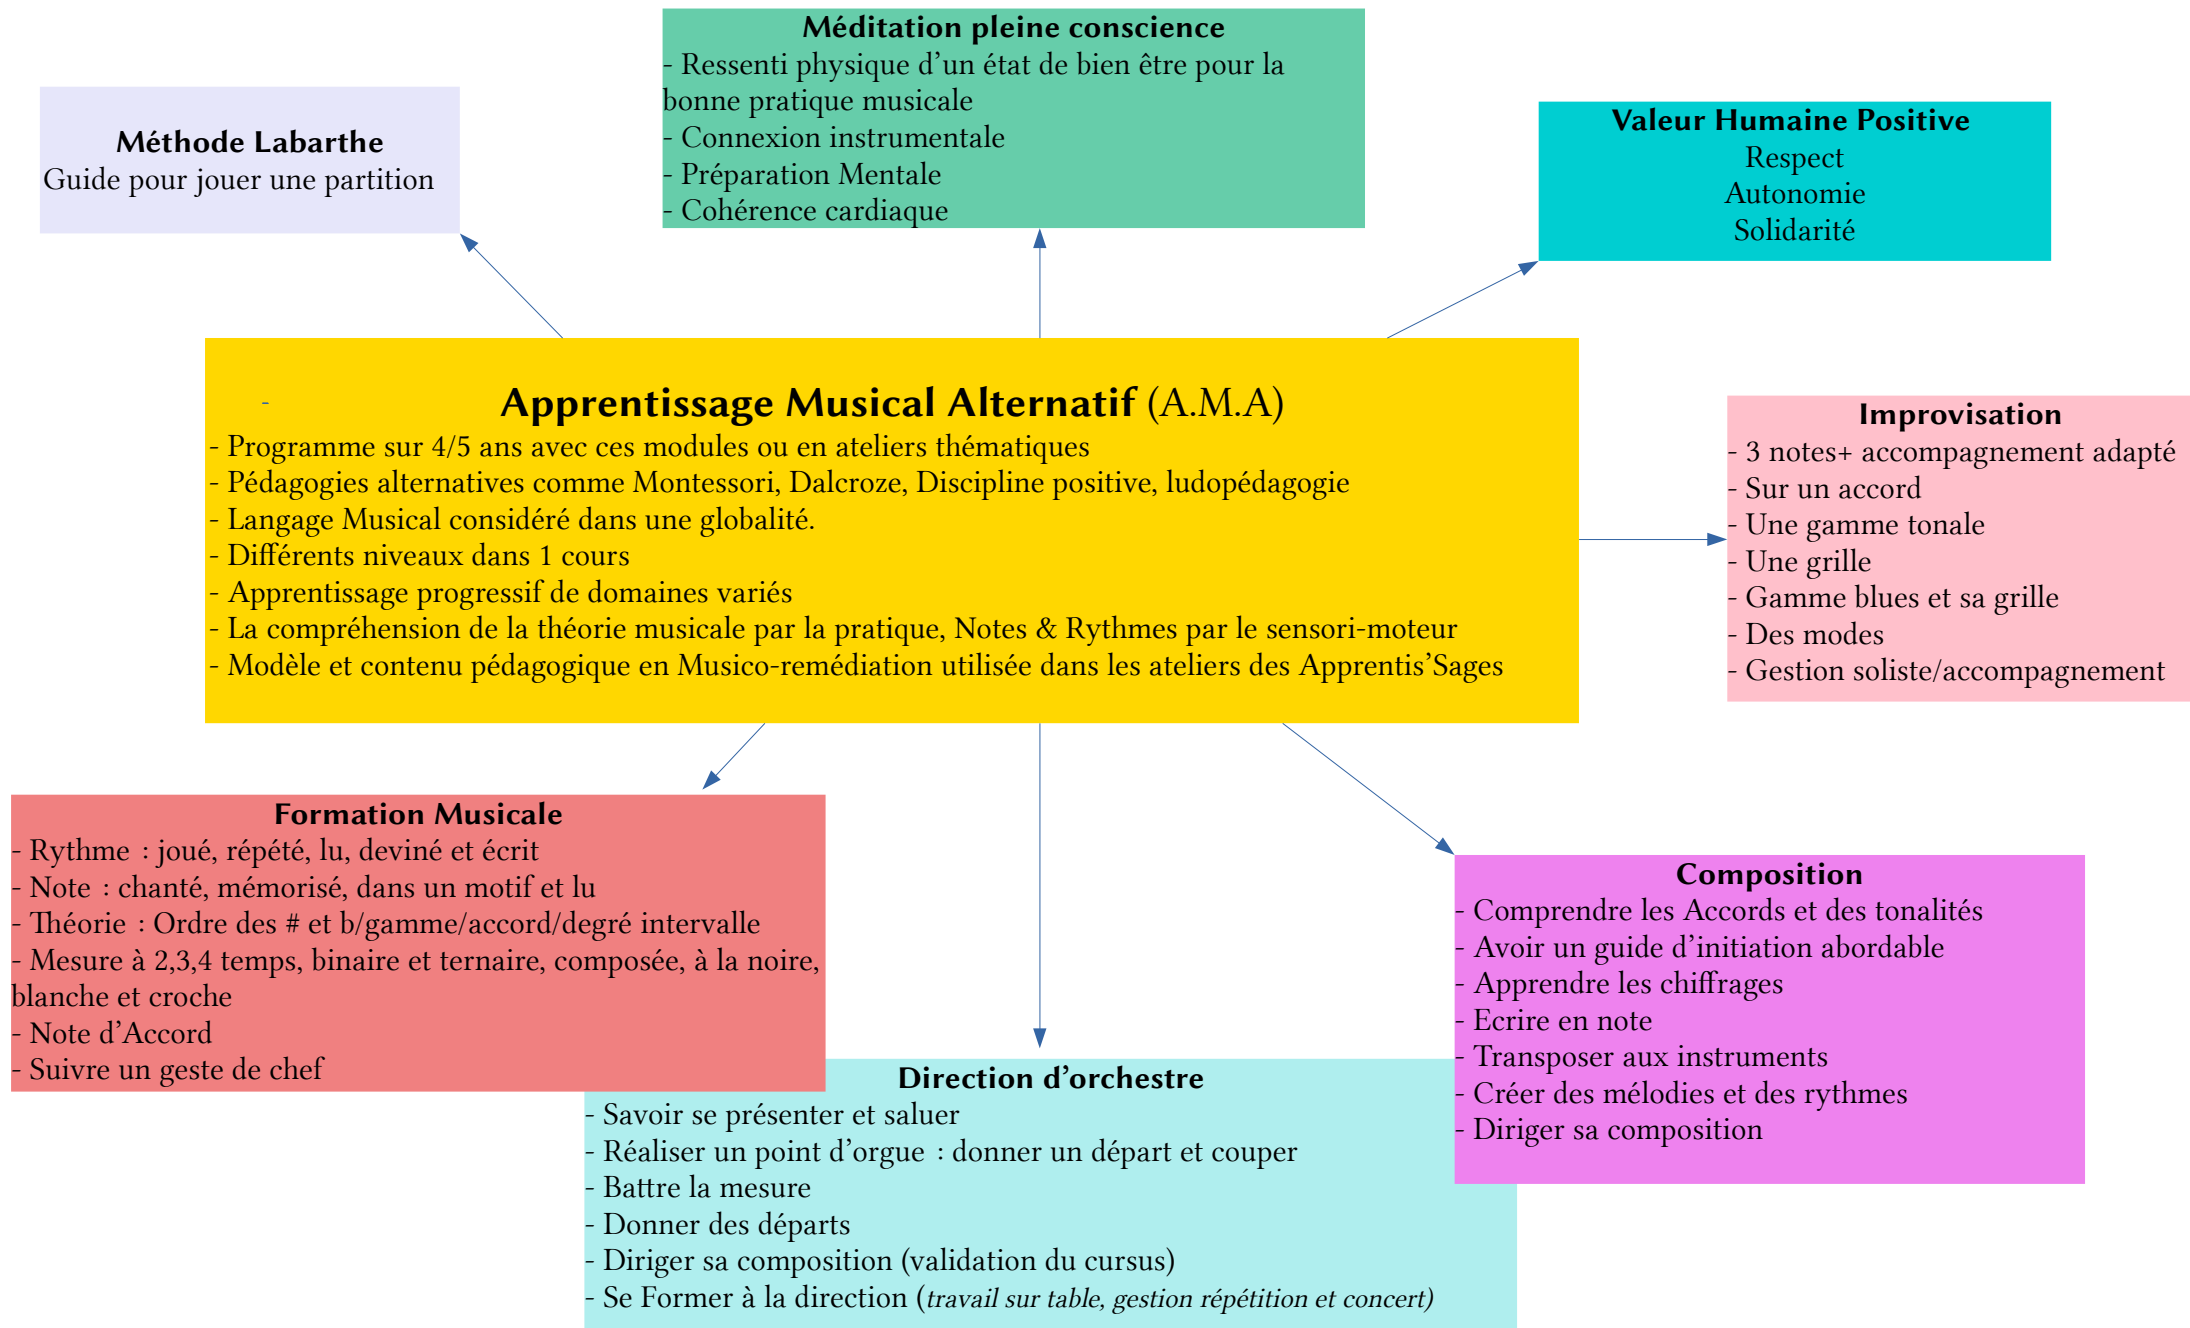 Méditation pleine conscience
- Ressenti physique d'un état de bien être pour la
bonne pratique musicale
- Connexion instrumentale
- Préparation Mentale
- Cohérence cardiaque
Méthode Labarthe
Guide pour jouer une partition
Valeur Humaine Positive
Respect
Autonomie
Solidarité
- Apprentissage Musical Alternatif (A.M.A)
- Programme sur 4/5 ans avec ces modules ou en ateliers thématiques
- Pédagogies alternatives comme Montessori, Dalcroze, Discipline positive, ludopédagogie
- Langage Musical considéré dans une globalité.
- Différents niveaux dans 1 cours
- Apprentissage progressif de domaines variés
- La compréhension de la théorie musicale par la pratique, Notes & Rythmes par le sensori-moteur
- Modèle et contenu pédagogique en Musico-remédiation utilisée dans les ateliers des Apprentis'Sages
Improvisation
- 3 notes+ accompagnement adapté
- Sur un accord
- Une gamme tonale
- Une grille
- Gamme blues et sa grille
- Des modes
- Gestion soliste/accompagnement
Formation Musicale
- Rythme : joué, répété, lu, deviné et écrit
- Note : chanté, mémorisé, dans un motif et lu
- Théorie : Ordre des # et b/gamme/accord/degré intervalle
- Mesure à 2,3,4 temps, binaire et ternaire, composée, à la noire,
blanche et croche
- Note d'Accord
- Suivre un geste de chef
Composition
- Comprendre les Accords et des tonalités
- Avoir un guide d'initiation abordable
- Apprendre les chiffrages
- Ecrire en note
- Transposer aux instruments
- Créer des mélodies et des rythmes
- Diriger sa composition
Direction d'orchestre
- Savoir se présenter et saluer
- Réaliser un point d'orgue : donner un départ et couper
- Battre la mesure
- Donner des départs
- Diriger sa composition (validation du cursus)
- Se Former à la direction (travail sur table, gestion répétition et concert)